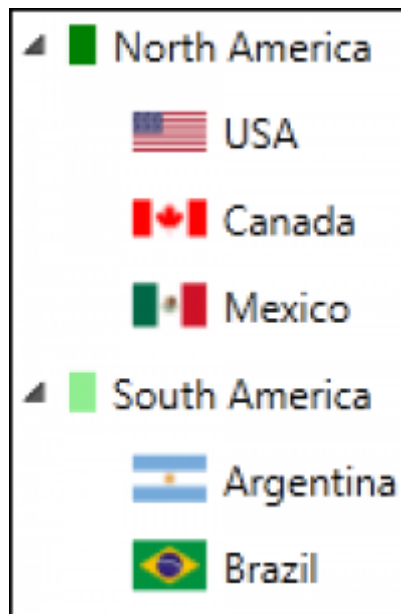 North America
USA
Canada
Mexico
South America
Argentina
Brazil